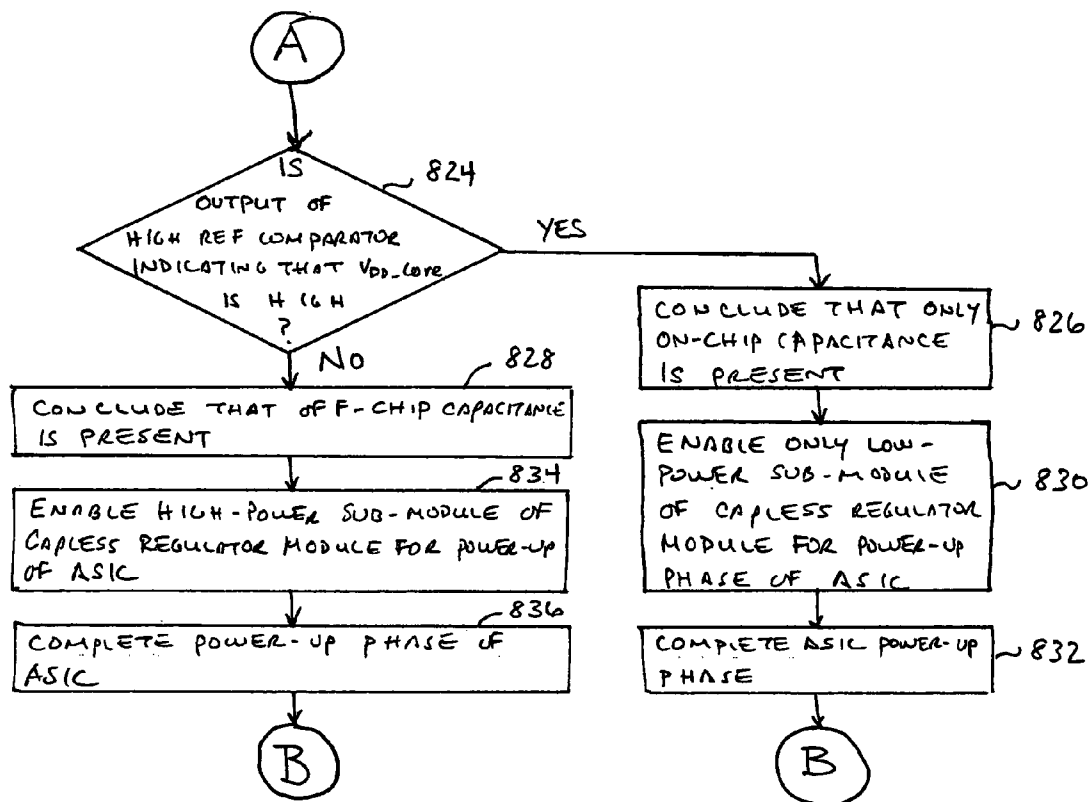 A
IS
OUTPUT OF
HIGH REF COMPARATOR
INDICATING THAT VDD_CORE
IS HIGH
?
824
YES
NO
CONCLUDE THAT ONLY
ON-CHIP CAPACITANCE
IS PRESENT
826
828
CONCLUDE THAT OFF-CHIP CAPACITANCE
IS PRESENT
ENABLE ONLY LOW-
POWER SUB-MODULE
OF CAPLESS REGULATOR
MODULE FOR POWER-UP
PHASE OF ASIC
830
834
ENABLE HIGH-POWER SUB-MODULE OF
CAPLESS REGULATOR MODULE FOR POWER-UP
OF ASIC
836
COMPLETE POWER-UP PHASE OF
ASIC
COMPLETE ASIC POWER-UP
PHASE
832
B
B